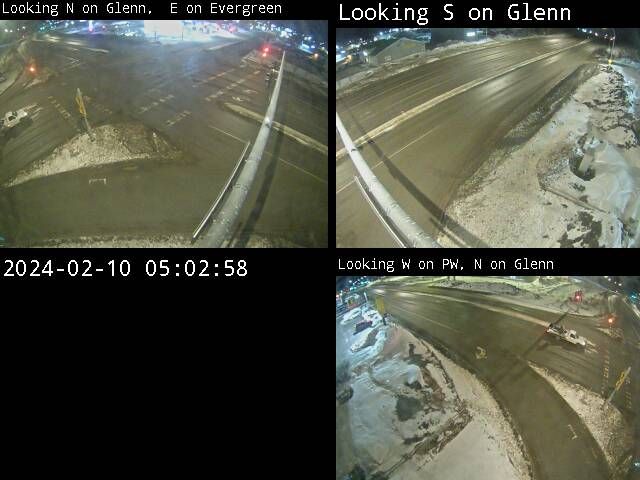 Looking N on Glenn,  E on Evergreen
Looking S on Glenn
2024-02-10 05:02:58
Looking W on PW, N on Glenn